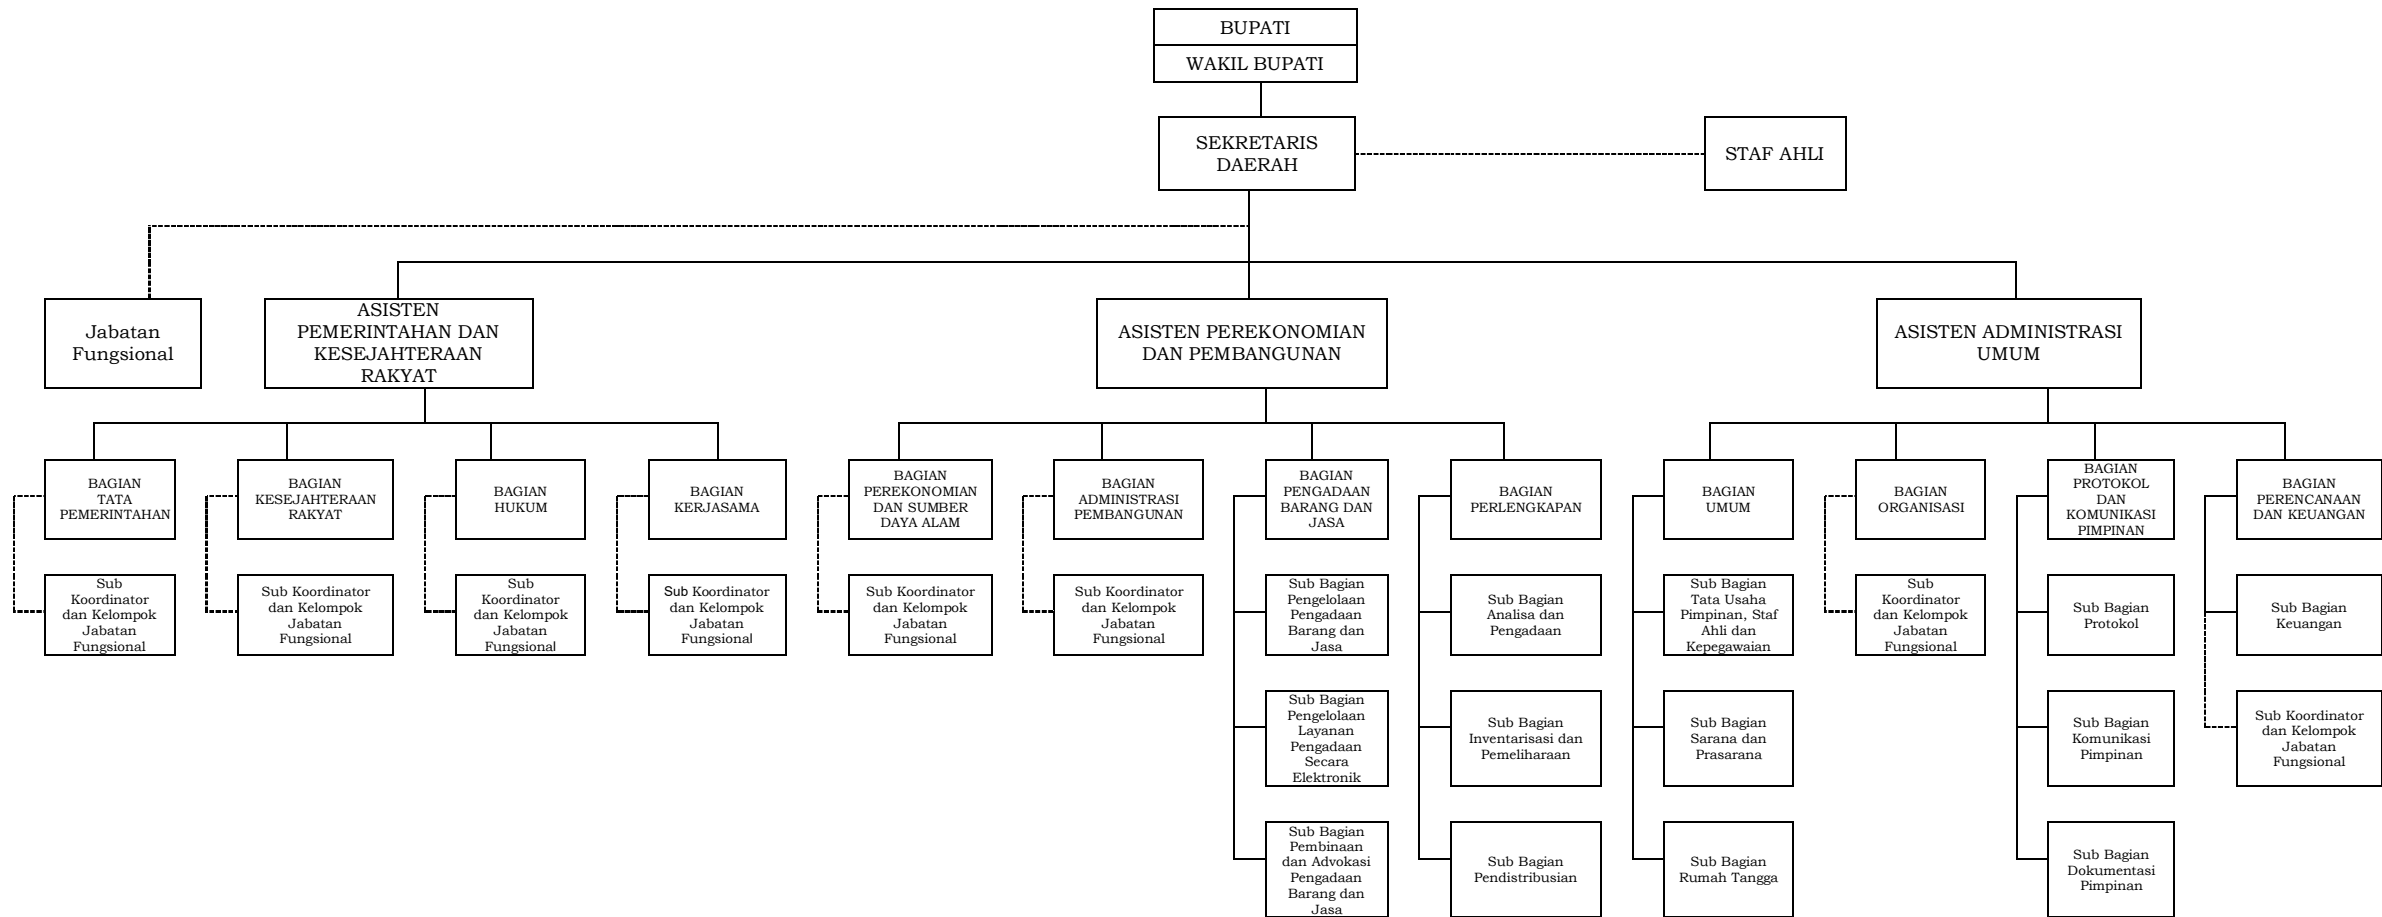 BUPATI
WAKIL BUPATI
SEKRETARIS
DAERAH
STAF AHLI
Jabatan
Fungsional
ASISTEN
PEMERINTAHAN DAN
KESEJAHTERAAN
RAKYAT
ASISTEN PEREKONOMIAN
DAN PEMBANGUNAN
ASISTEN ADMINISTRASI
UMUM
BAGIAN
TATA
PEMERINTAHAN
BAGIAN
KESEJAHTERAAN
RAKYAT
BAGIAN
HUKUM
BAGIAN
KERJASAMA
BAGIAN
PEREKONOMIAN
DAN SUMBER
DAYA ALAM
BAGIAN
ADMINISTRASI
PEMBANGUNAN
BAGIAN
PENGADAAN
BARANG DAN
JASA
BAGIAN
PERLENGKAPAN
BAGIAN
UMUM
BAGIAN
ORGANISASI
BAGIAN
PROTOKOL
DAN
KOMUNIKASI
PIMPINAN
BAGIAN
PERENCANAAN
DAN KEUANGAN
Sub
Koordinator
dan Kelompok
Jabatan
Fungsional
Sub Koordinator
dan Kelompok
Jabatan
Fungsional
Sub
Koordinator
dan Kelompok
Jabatan
Fungsional
Sub Koordinator
dan Kelompok
Jabatan
Fungsional
Sub Koordinator
dan Kelompok
Jabatan
Fungsional
Sub Koordinator
dan Kelompok
Jabatan
Fungsional
Sub Bagian
Pengelolaan
Pengadaan
Barang dan
Jasa
Sub Bagian
Analisa dan
Pengadaan
Sub Bagian
Tata Usaha
Pimpinan, Staf
Ahli dan
Kepegawaian
Sub
Koordinator
dan Kelompok
Jabatan
Fungsional
Sub Bagian
Protokol
Sub Bagian
Keuangan
Sub Bagian
Pengelolaan
Layanan
Pengadaan
Secara
Elektronik
Sub Bagian
Inventarisasi dan
Pemeliharaan
Sub Bagian
Sarana dan
Prasarana
Sub Bagian
Komunikasi
Pimpinan
Sub Koordinator
dan Kelompok
Jabatan
Fungsional
Sub Bagian
Pembinaan
dan Advokasi
Pengadaan
Barang dan
Jasa
Sub Bagian
Pendistribusian
Sub Bagian
Rumah Tangga
Sub Bagian
Dokumentasi
Pimpinan